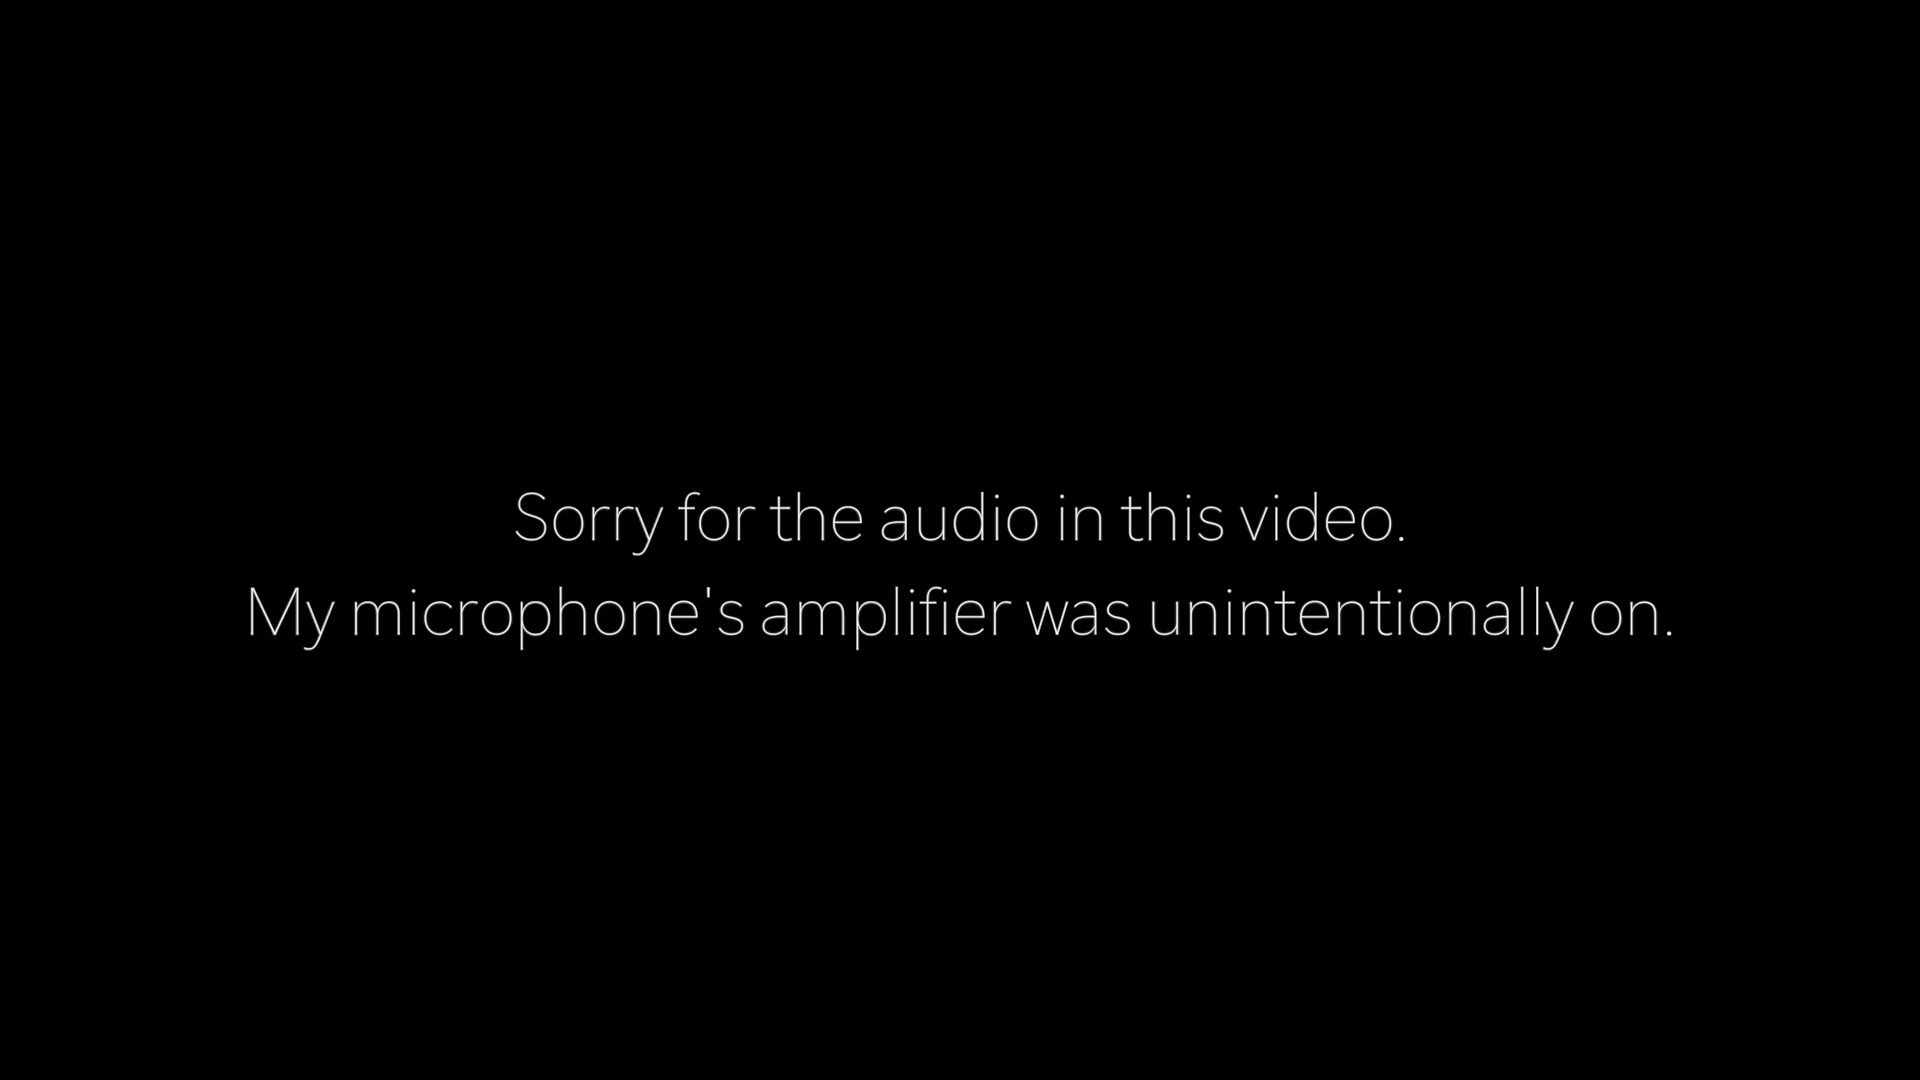 Sorry for the audio in this video.
My microphone's amplifier was unintentionally on.